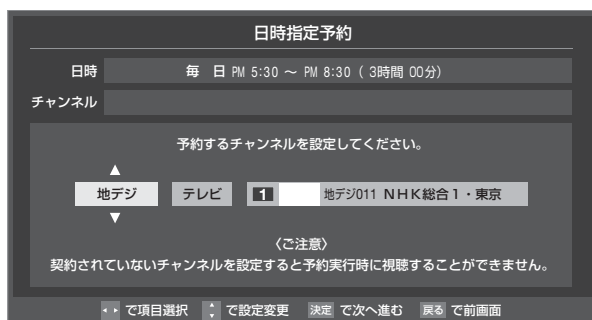 日時指定予約
日時 毎 日 PM 5:30 ～ PM 8:30 ( 3時間 00分)
チャンネル
予約するチャンネルを設定してください。
▲
地デジ テレビ 1 地デジ011 NHK総合1・東京
▼
〈ご注意〉
契約されていないチャンネルを設定すると予約実行時に視聴することができません。
で項目選択 で設定変更 決定 で次へ進む 戻る で前画面